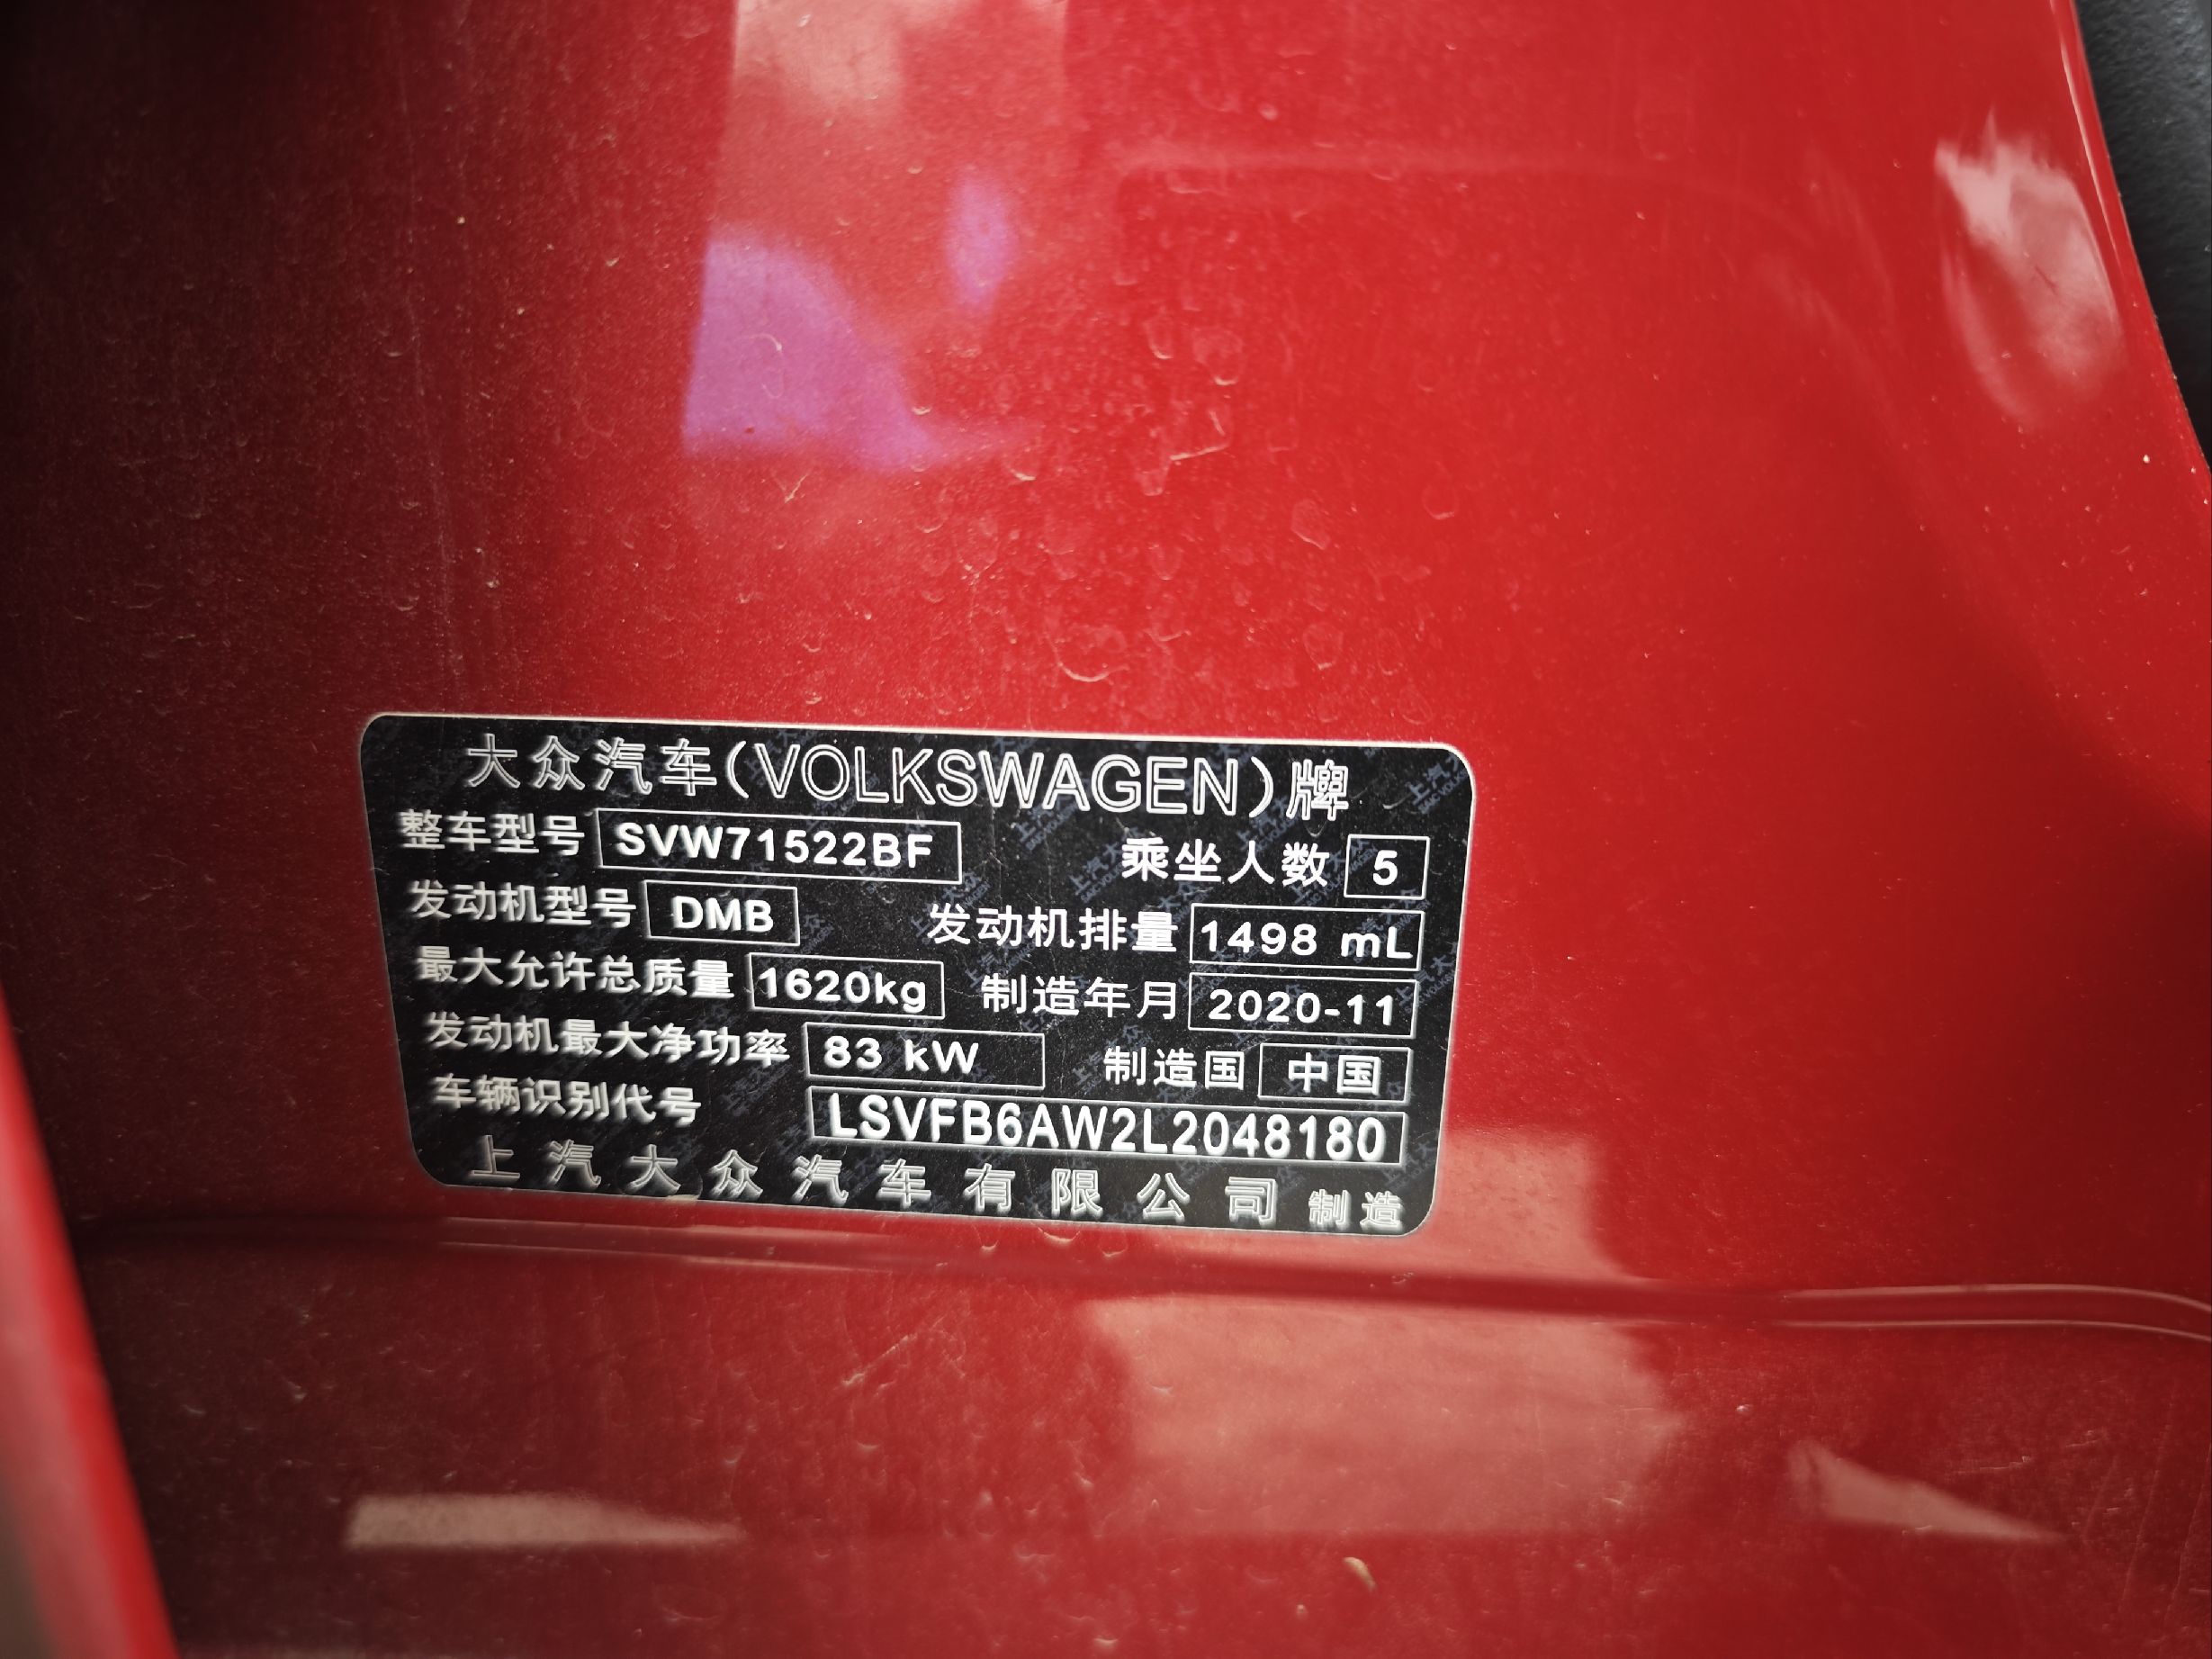 大众汽车(VOLKSWAGEN)牌
整车型号 SVW71522BF 乘坐人数 5
发动机型号 DMB 发动机排量 1498 mL
最大允许总质量 1620kg 制造年月 2020-11
发动机最大净功率 83 kW 制造国 中国
车辆识别代号 LSVFB6AW2L2048180
上汽大众汽车有限公司 制造